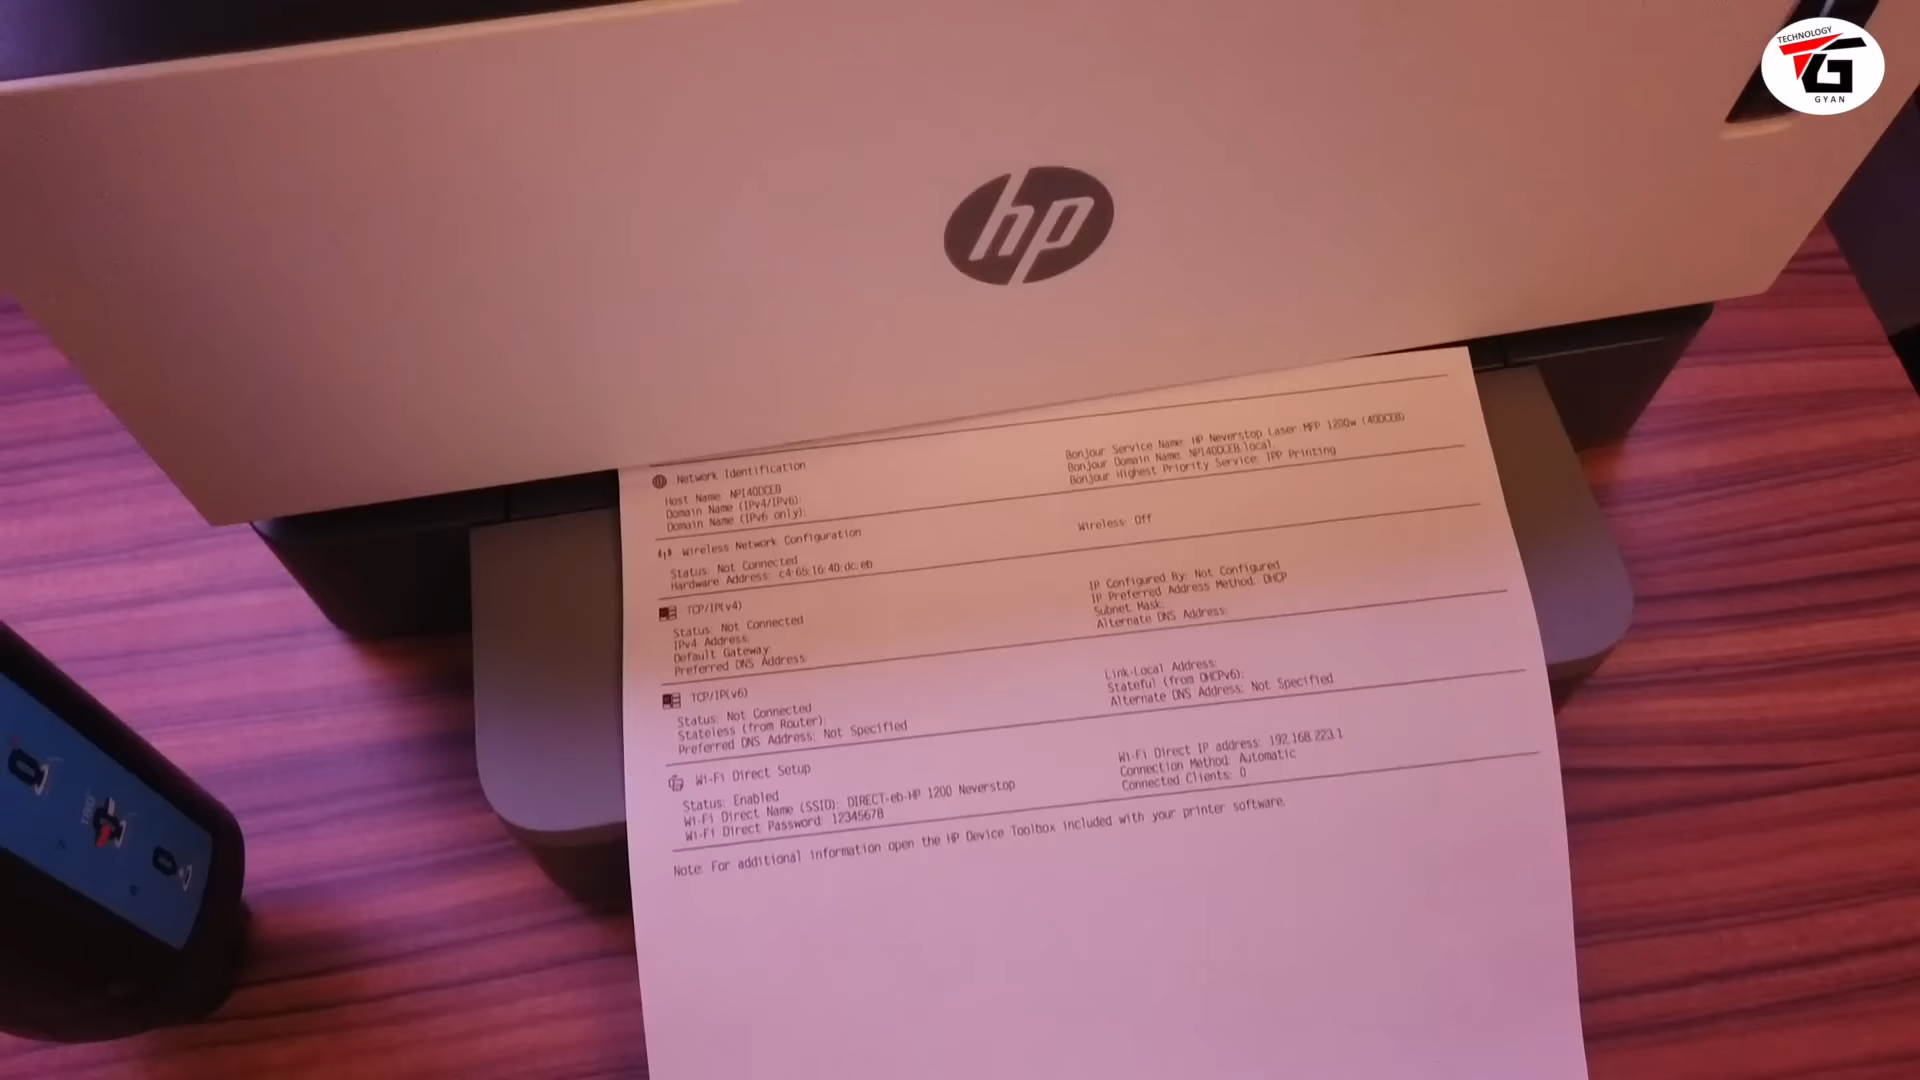 TECHNOLOGY
TG
GYAN
hp
Network Identification
Host Name: NPI40DCEB
Domain Name (IPv4/IPv6):
Domain Name (IPv6 only):
Bonjour Service Name: HP Neverstop Laser MFP 1200w (40DCEB)
Bonjour Domain Name: NPI40DCEB.local.
Bonjour Highest Priority Service: IPP Printing
Wireless Network Configuration
Status: Not Connected
Hardware Address: c4:65:16:40:dc:eb
Wireless: Off
TCP/IP(v4)
Status: Not Connected
IPv4 Address:
Default Gateway:
Preferred DNS Address:
IP Configured By: Not Configured
IP Preferred Address Method: DHCP
Subnet Mask:
Alternate DNS Address:
TCP/IP(v6)
Status: Not Connected
Stateless (from Router):
Preferred DNS Address: Not Specified
Link-Local Address:
Stateful (from DHCPv6):
Alternate DNS Address: Not Specified
Wi-Fi Direct Setup
Status: Enabled
Wi-Fi Direct Name (SSID): DIRECT-eb-HP 1200 Neverstop
Wi-Fi Direct Password: 12345678
Wi-Fi Direct IP address: 192.168.223.1
Connection Method: Automatic
Connected Clients: 0
Note: For additional information open the HP Device Toolbox included with your printer software.